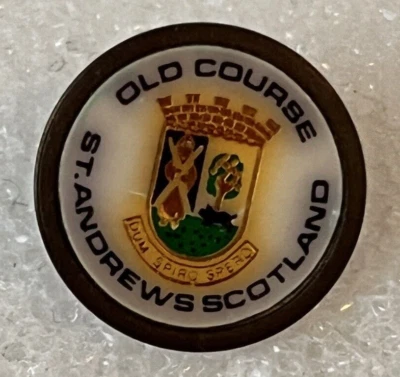 OLD COURSE
ST.ANDREWS SCOTLAND
DUM SPIRO SPERO